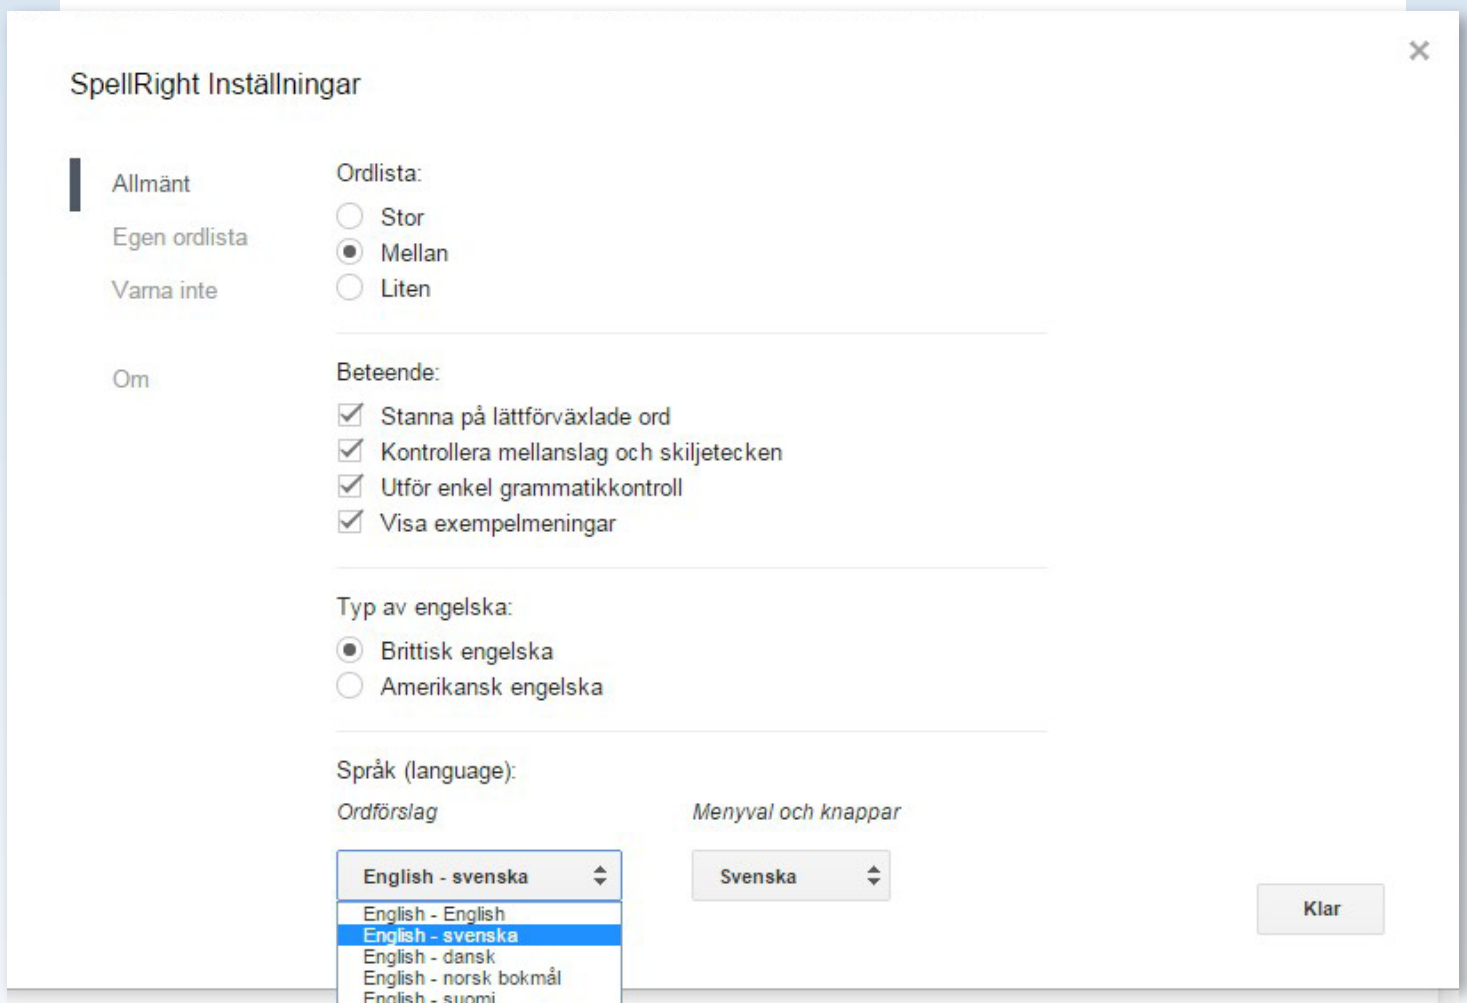 SpellRight Inställningar
Allmänt
Egen ordlista
Varna inte
Om
Ordlista:
Stor
Mellan
Liten
Beteende:
Stanna på lättförväxlade ord
Kontrollera mellanslag och skiljetecken
Utför enkel grammatikkontroll
Visa exempelmeningar
Typ av engelska:
Brittisk engelska
Amerikansk engelska
Språk (language):
Ordförslag
Menyval och knappar
English - svenska
Svenska
English - English
English - svenska
English - dansk
English - norsk bokmål
English - suomi
Klar